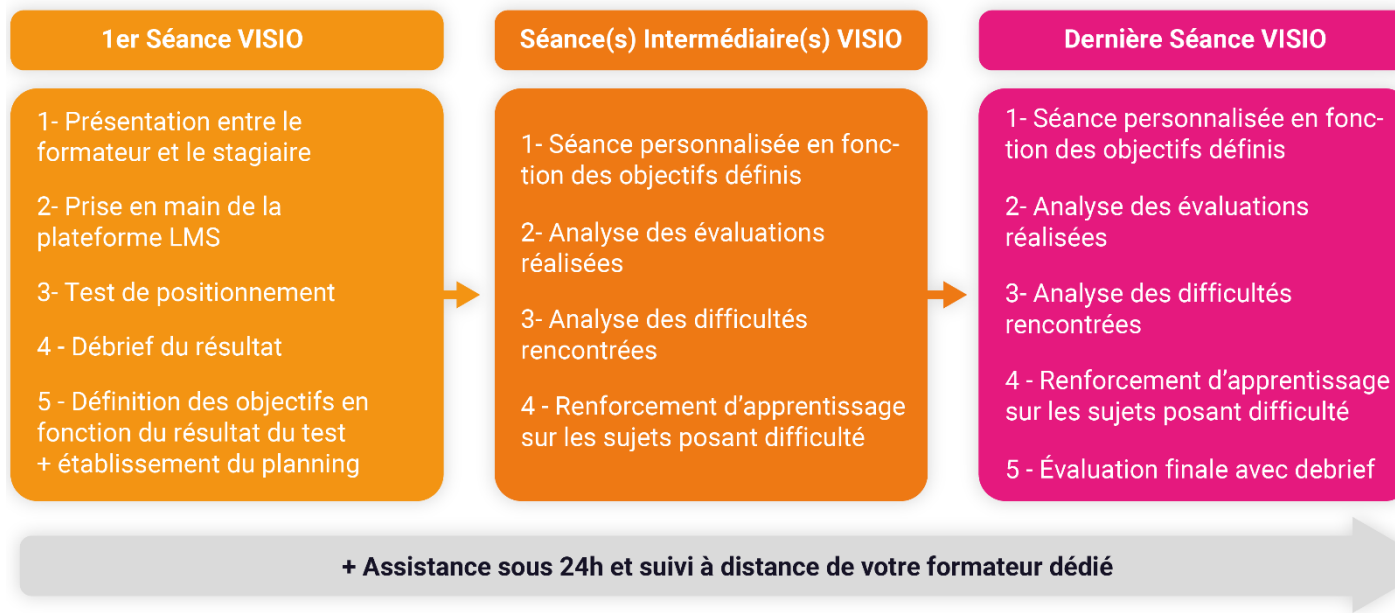 1er Séance VISIO
1- Présentation entre le
formateur et le stagiaire
2- Prise en main de la
plateforme LMS
3- Test de positionnement
4 - Débrief du résultat
5 - Définition des objectifs en
fonction du résultat du test
+ établissement du planning
Séance(s) Intermédiaire(s) VISIO
1- Séance personnalisée en fonc-
tion des objectifs définis
2- Analyse des évaluations
réalisées
3- Analyse des difficultés
rencontrées
4 - Renforcement d’apprentissage
sur les sujets posant difficulté
Dernière Séance VISIO
1- Séance personnalisée en fonc-
tion des objectifs définis
2- Analyse des évaluations
réalisées
3- Analyse des difficultés
rencontrées
4 - Renforcement d’apprentissage
sur les sujets posant difficulté
5 - Évaluation finale avec debrief
+ Assistance sous 24h et suivi à distance de votre formateur dédié